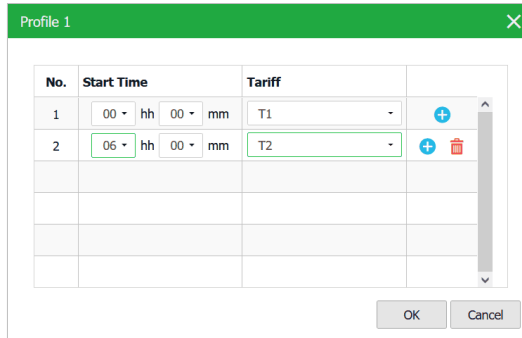 Profile 1
No. Start Time Tariff
1 00 hh 00 mm T1
2 06 hh 00 mm T2
OK Cancel